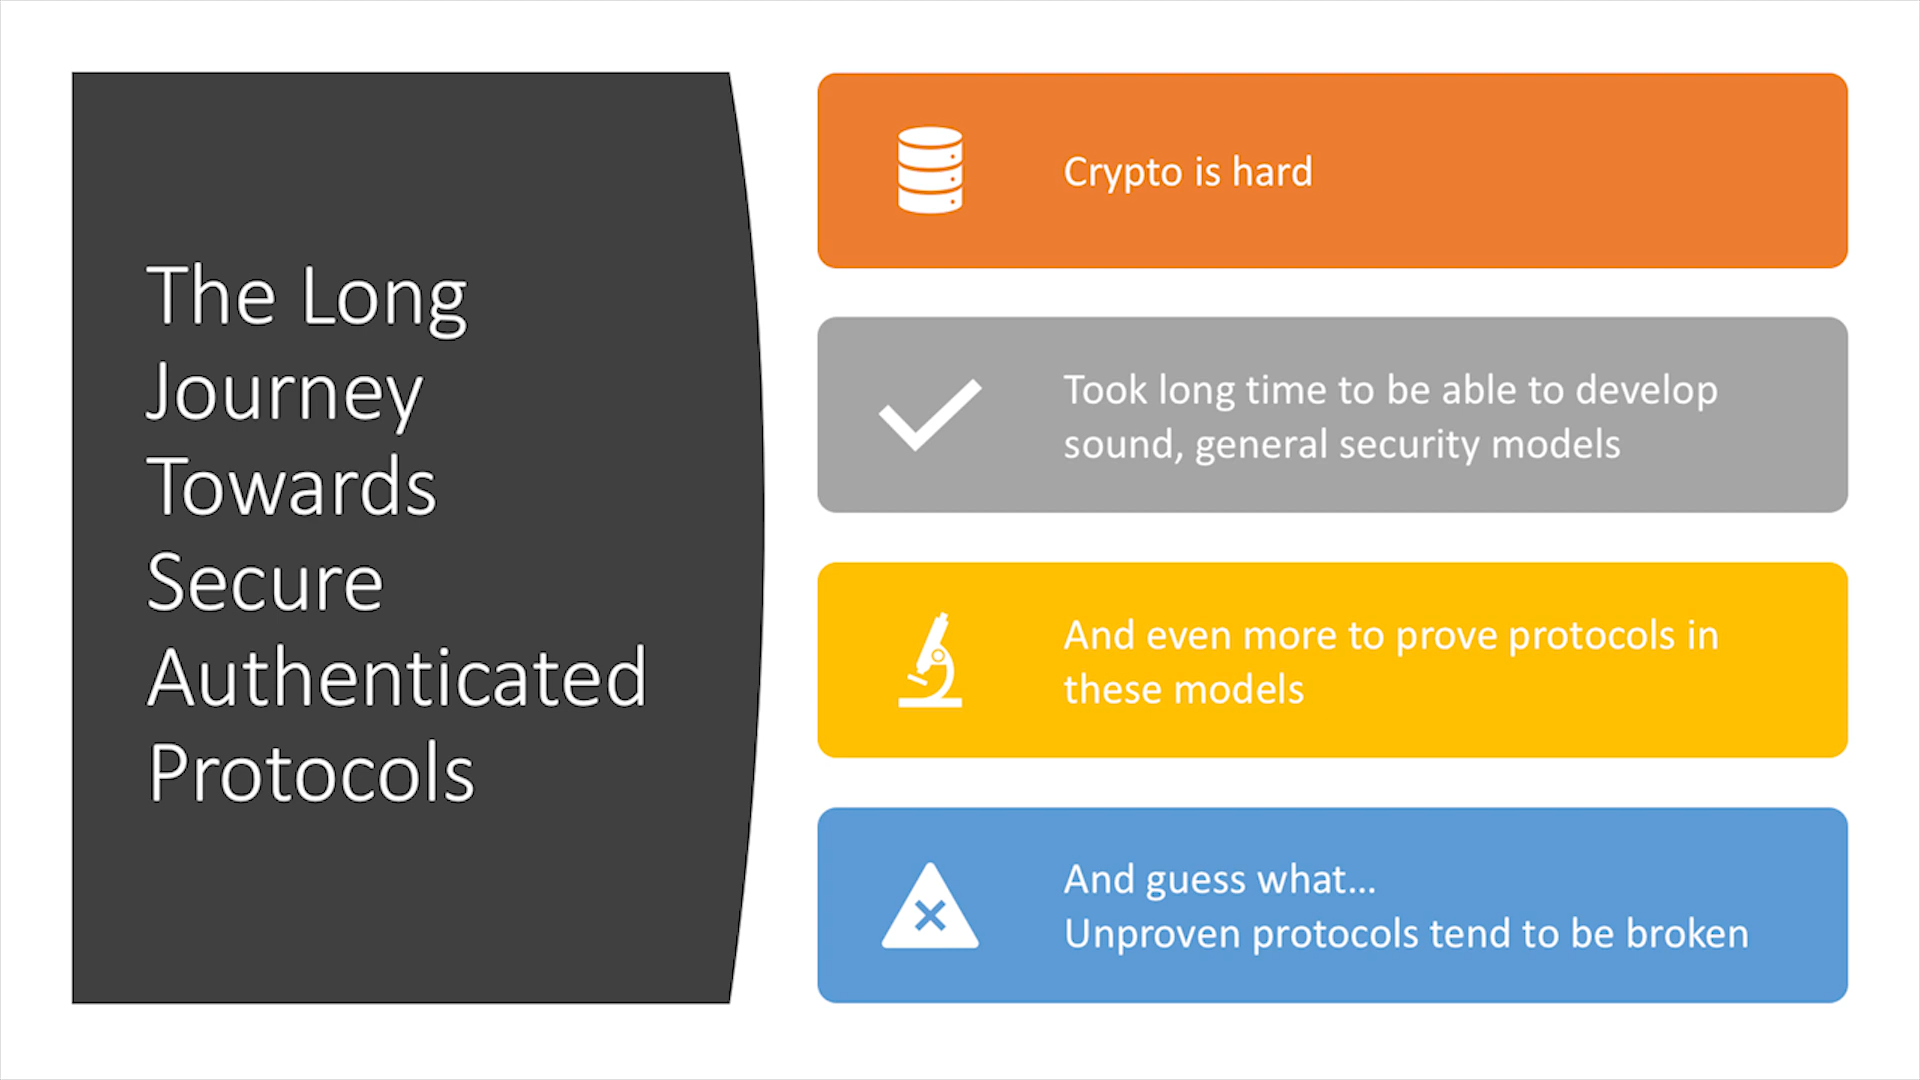 The Long
Journey
Towards
Secure
Authenticated
Protocols
Crypto is hard
Took long time to be able to develop
sound, general security models
And even more to prove protocols in
these models
And guess what...
Unproven protocols tend to be broken